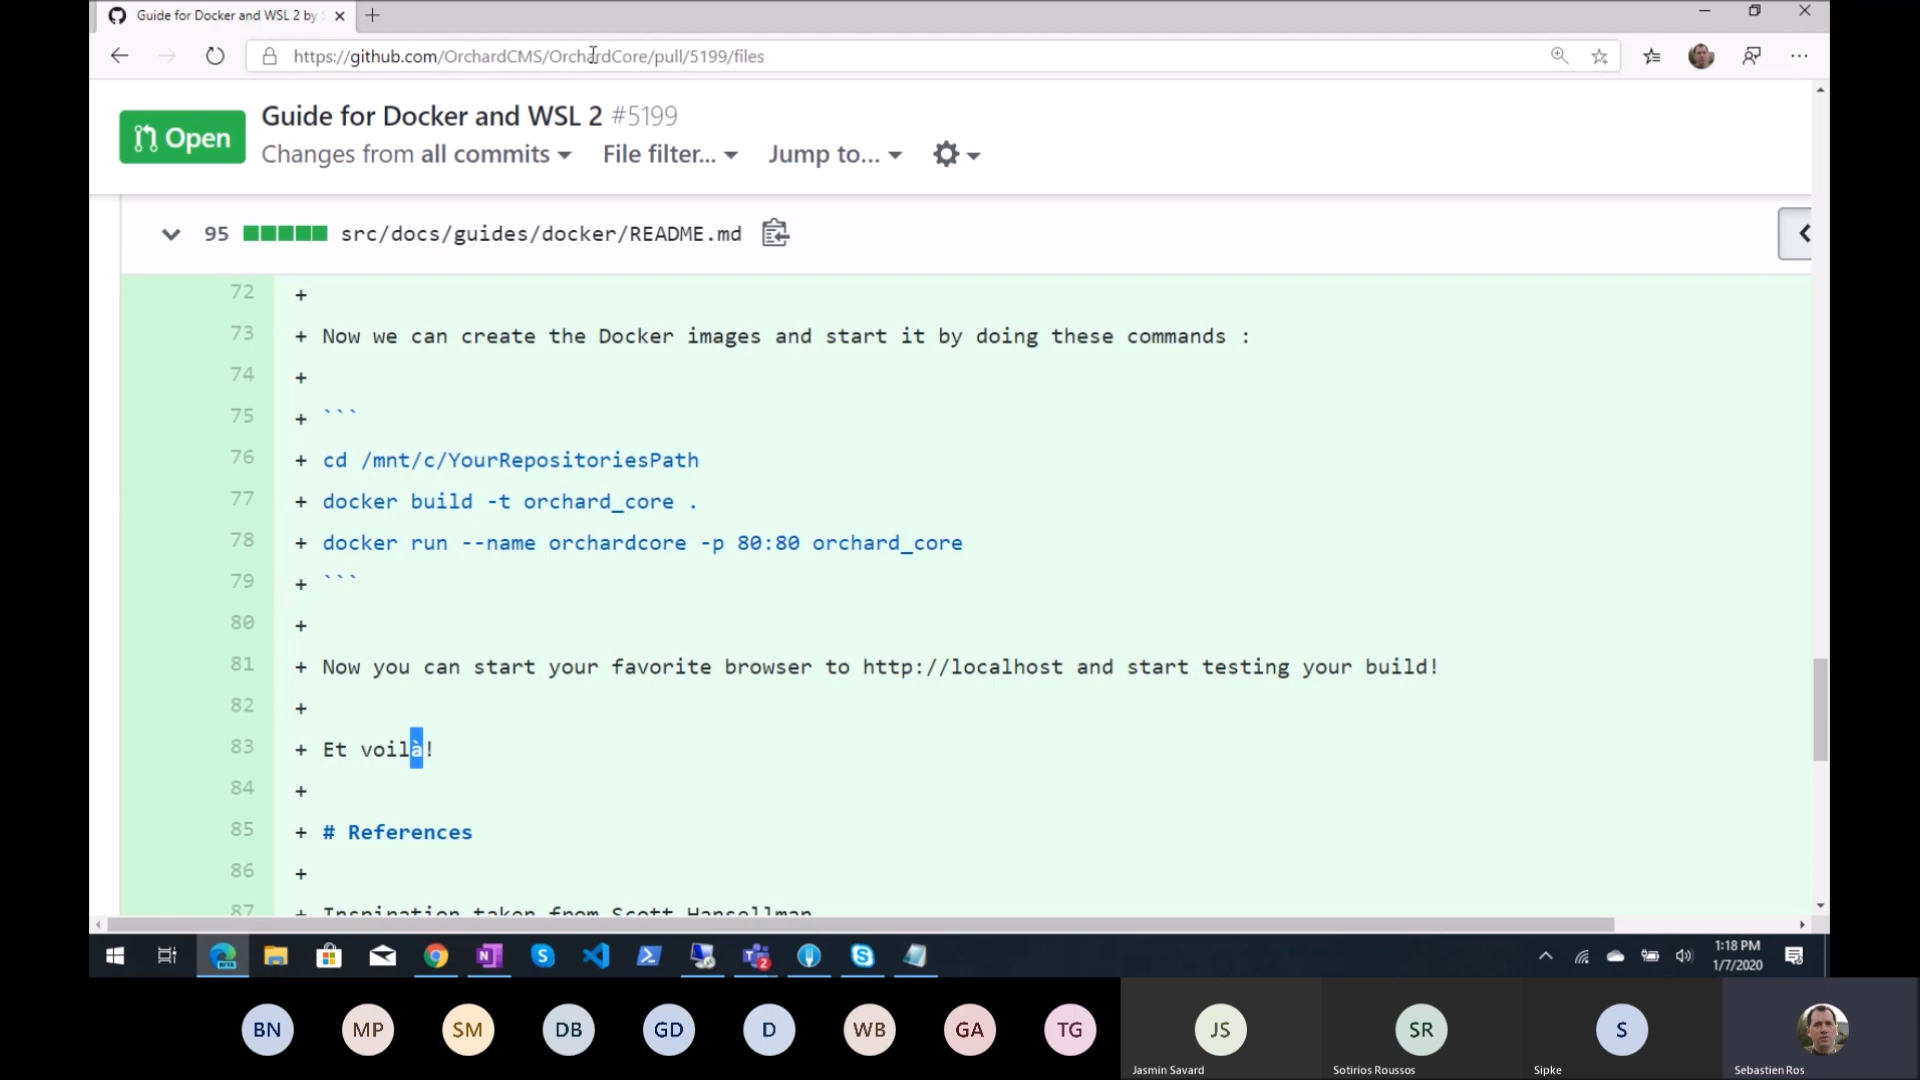 Guide for Docker and WSL 2 by S
https://github.com/OrchardCMS/OrchardCore/pull/5199/files
Open
Guide for Docker and WSL 2 #5199
Changes from all commits
File filter...
Jump to...
95
src/docs/guides/docker/README.md
72 +
73 + Now we can create the Docker images and start it by doing these commands :
74 +
75 + ```
76 + cd /mnt/c/YourRepositoriesPath
77 + docker build -t orchard_core .
78 + docker run --name orchardcore -p 80:80 orchard_core
79 + ```
80 +
81 + Now you can start your favorite browser to http://localhost and start testing your build!
82 +
83 + Et voilà!
84 +
85 + # References
86 +
87 + Inspiration taken from Scott Hansellman
1:18 PM
1/7/2020
BN
MP
SM
DB
GD
D
WB
GA
TG
JS
SR
S
Jasmin Savard
Sotirios Roussos
Sipke
Sebastien Ros